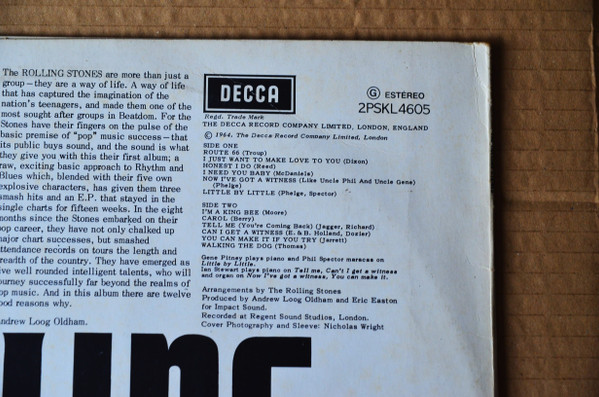 The ROLLING STONES are more than just a
group—they are a way of life. A way of life
that has captured the imagination of the
nation's teenagers, and made them one of the
most sought after groups in Beatdom. For the
Stones have their fingers on the pulse of the
basic premise of "pop" music success—that
its public buys sound, and the sound is what
they give you with this their first album; a
raw, exciting basic approach to Rhythm and
Blues which, blended with their five own
explosive characters, has given them three
smash hits and an E.P. that stayed in the
single charts for fifteen weeks. In the eight
months since the Stones embarked on their
pop career, they have not only chalked up
major chart successes, but smashed
attendance records on tours the length and
breadth of the country. They have emerged as
five well rounded intelligent talents, who will
journey successfully far beyond the realms of
pop music. And in this album there are twelve
good reasons why.
Andrew Loog Oldham.
DECCA
G ESTÉREO
2PSKL4605
Regd. Trade Mark
THE DECCA RECORD COMPANY LIMITED, LONDON, ENGLAND
© 1964, The Decca Record Company Limited, London.
SIDE ONE
ROUTE 66 (Troup)
I JUST WANT TO MAKE LOVE TO YOU (Dixon)
HONEST I DO (Reed)
I NEED YOU BABY (McDaniels)
NOW I'VE GOT A WITNESS (Like Uncle Phil And Uncle Gene)
(Phelge)
LITTLE BY LITTLE (Phelge, Spector)
SIDE TWO
I'M A KING BEE (Moore)
CAROL (Berry)
TELL ME (You're Coming Back) (Jagger, Richard)
CAN I GET A WITNESS (E. & B. Holland, Dozier)
YOU CAN MAKE IT IF YOU TRY (Jarrett)
WALKING THE DOG (Thomas)
Gene Pitney plays piano and Phil Spector maracas on
Little by Little.
Ian Stewart plays piano on Tell me, Can't I get a witness
and organ on Now I've got a witness, You can make it.
Arrangements by The Rolling Stones
Produced by Andrew Loog Oldham and Eric Easton
for Impact Sound.
Recorded at Regent Sound Studios, London.
Cover Photography and Sleeve: Nicholas Wright